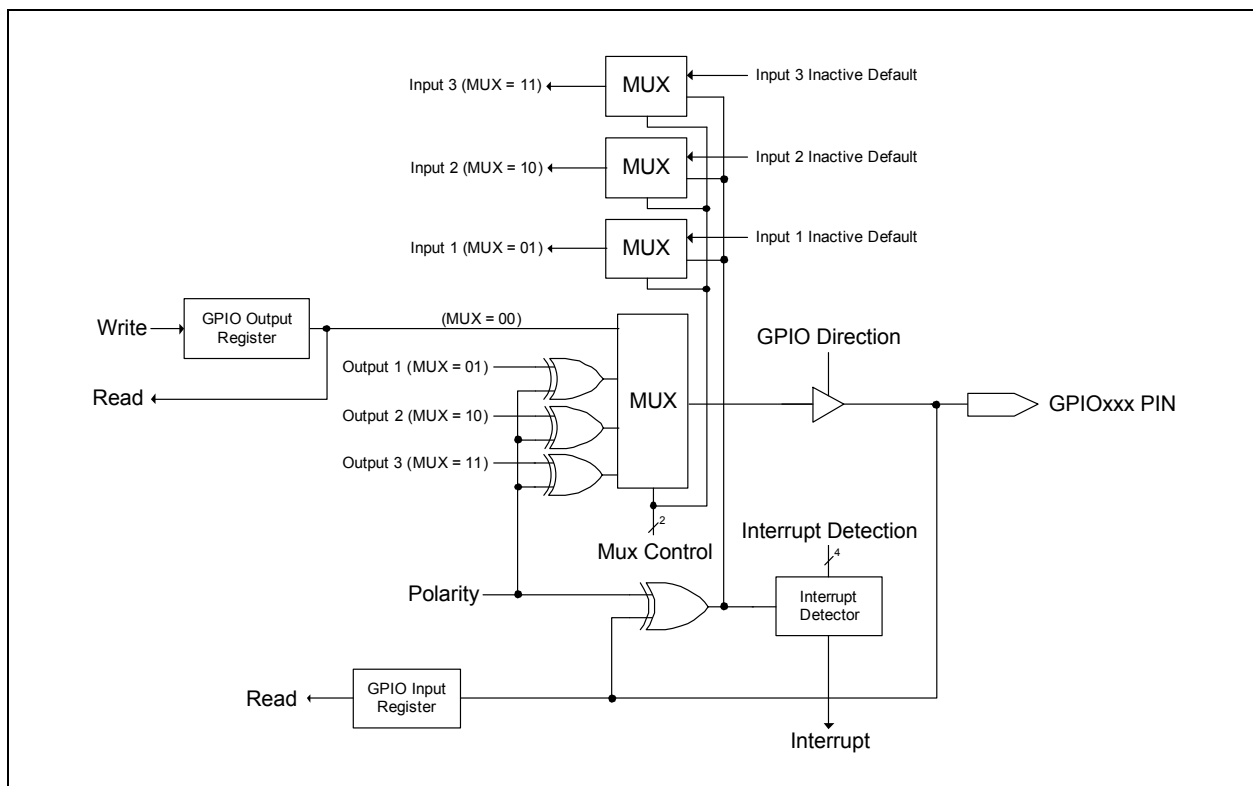 MUX
Input 3 (MUX = 11)
Input 3 Inactive Default
MUX
Input 2 (MUX = 10)
Input 2 Inactive Default
MUX
Input 1 (MUX = 01)
Input 1 Inactive Default
Write
GPIO Output
Register
(MUX = 00)
Read
Output 1 (MUX = 01)
Output 2 (MUX = 10)
Output 3 (MUX = 11)
MUX
GPIO Direction
GPIOxxx PIN
2
Mux Control
Interrupt Detection
4
Polarity
Interrupt
Detector
Read
GPIO Input
Register
Interrupt